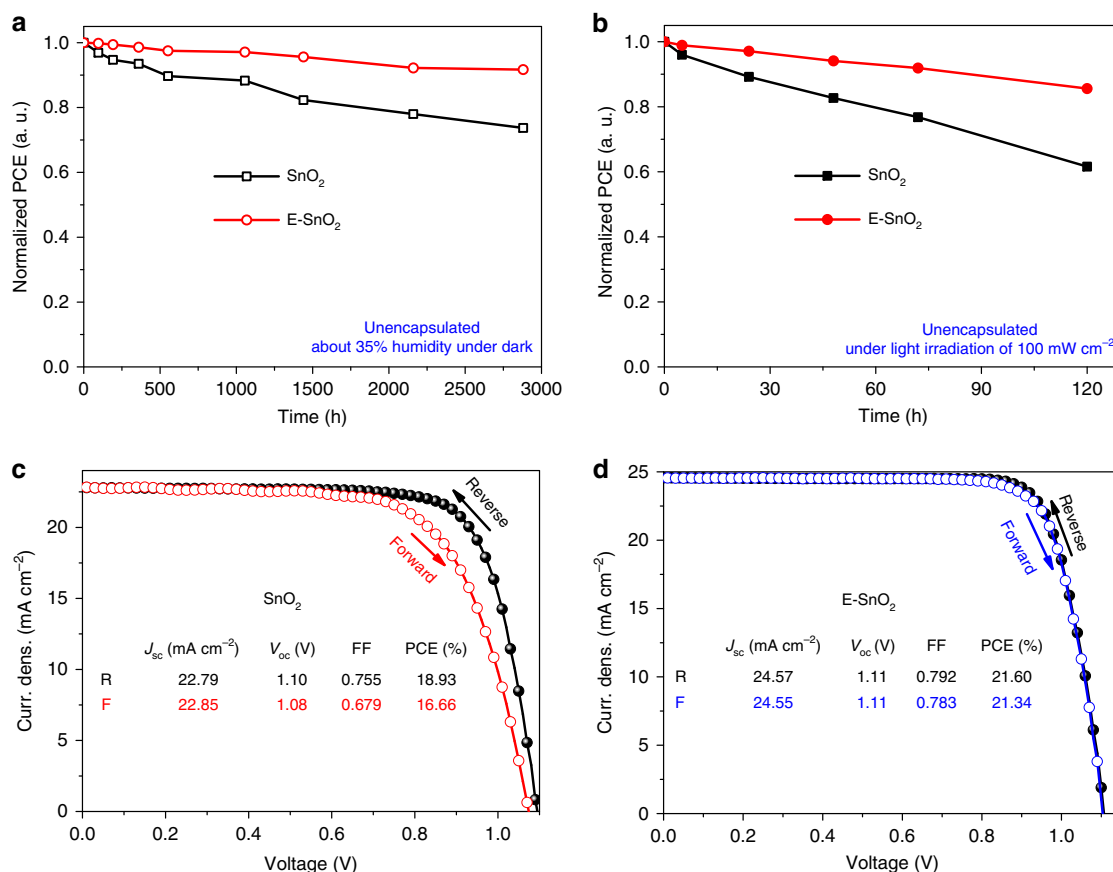 a
Normalized PCE (a. u.)
1.0
0.8
0.6
0.4
0.2
0.0
SnO₂
E-SnO₂
Unencapsulated
about 35% humidity under dark
0 500 1000 1500 2000 2500 3000
Time (h)
b
Normalized PCE (a. u.)
1.0
0.8
0.6
0.4
0.2
0.0
SnO₂
E-SnO₂
Unencapsulated
under light irradiation of 100 mW cm⁻²
0 30 60 90 120
Time (h)
c
Curr. dens. (mA cm⁻²)
20
15
10
5
0
Reverse
Forward
SnO₂
Jsc (mA cm⁻²) Voc (V) FF PCE (%)
R 22.79 1.10 0.755 18.93
F 22.85 1.08 0.679 16.66
0.0 0.2 0.4 0.6 0.8 1.0
Voltage (V)
d
Curr. dens. (mA cm⁻²)
25
20
15
10
5
0
Reverse
Forward
E-SnO₂
Jsc (mA cm⁻²) Voc (V) FF PCE (%)
R 24.57 1.11 0.792 21.60
F 24.55 1.11 0.783 21.34
0.0 0.2 0.4 0.6 0.8 1.0
Voltage (V)